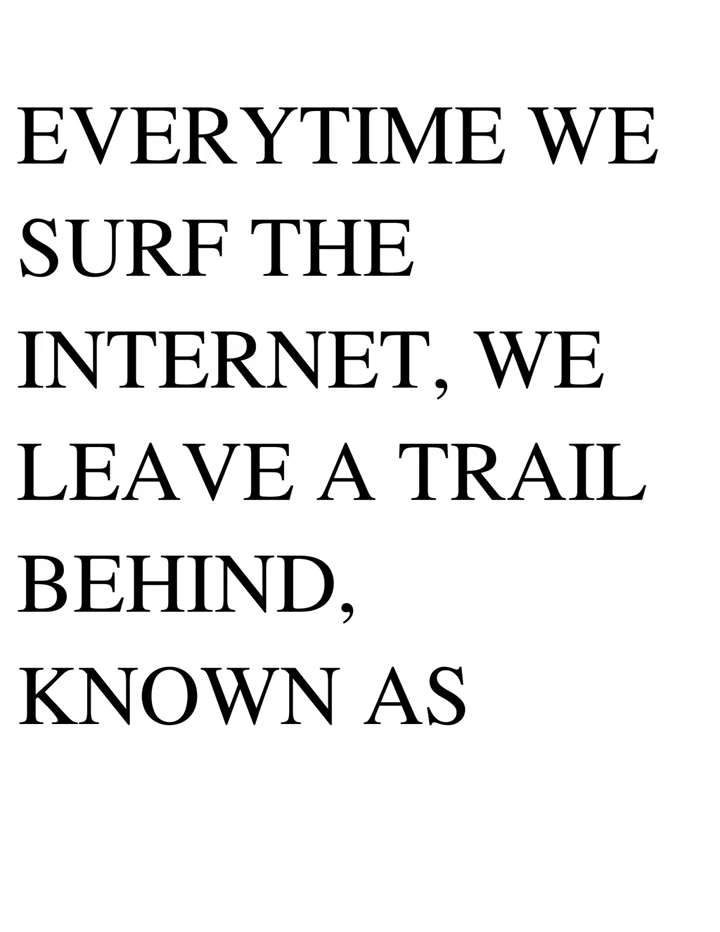 EVERYTIME WE
SURF THE
INTERNET, WE
LEAVE A TRAIL
BEHIND,
KNOWN AS